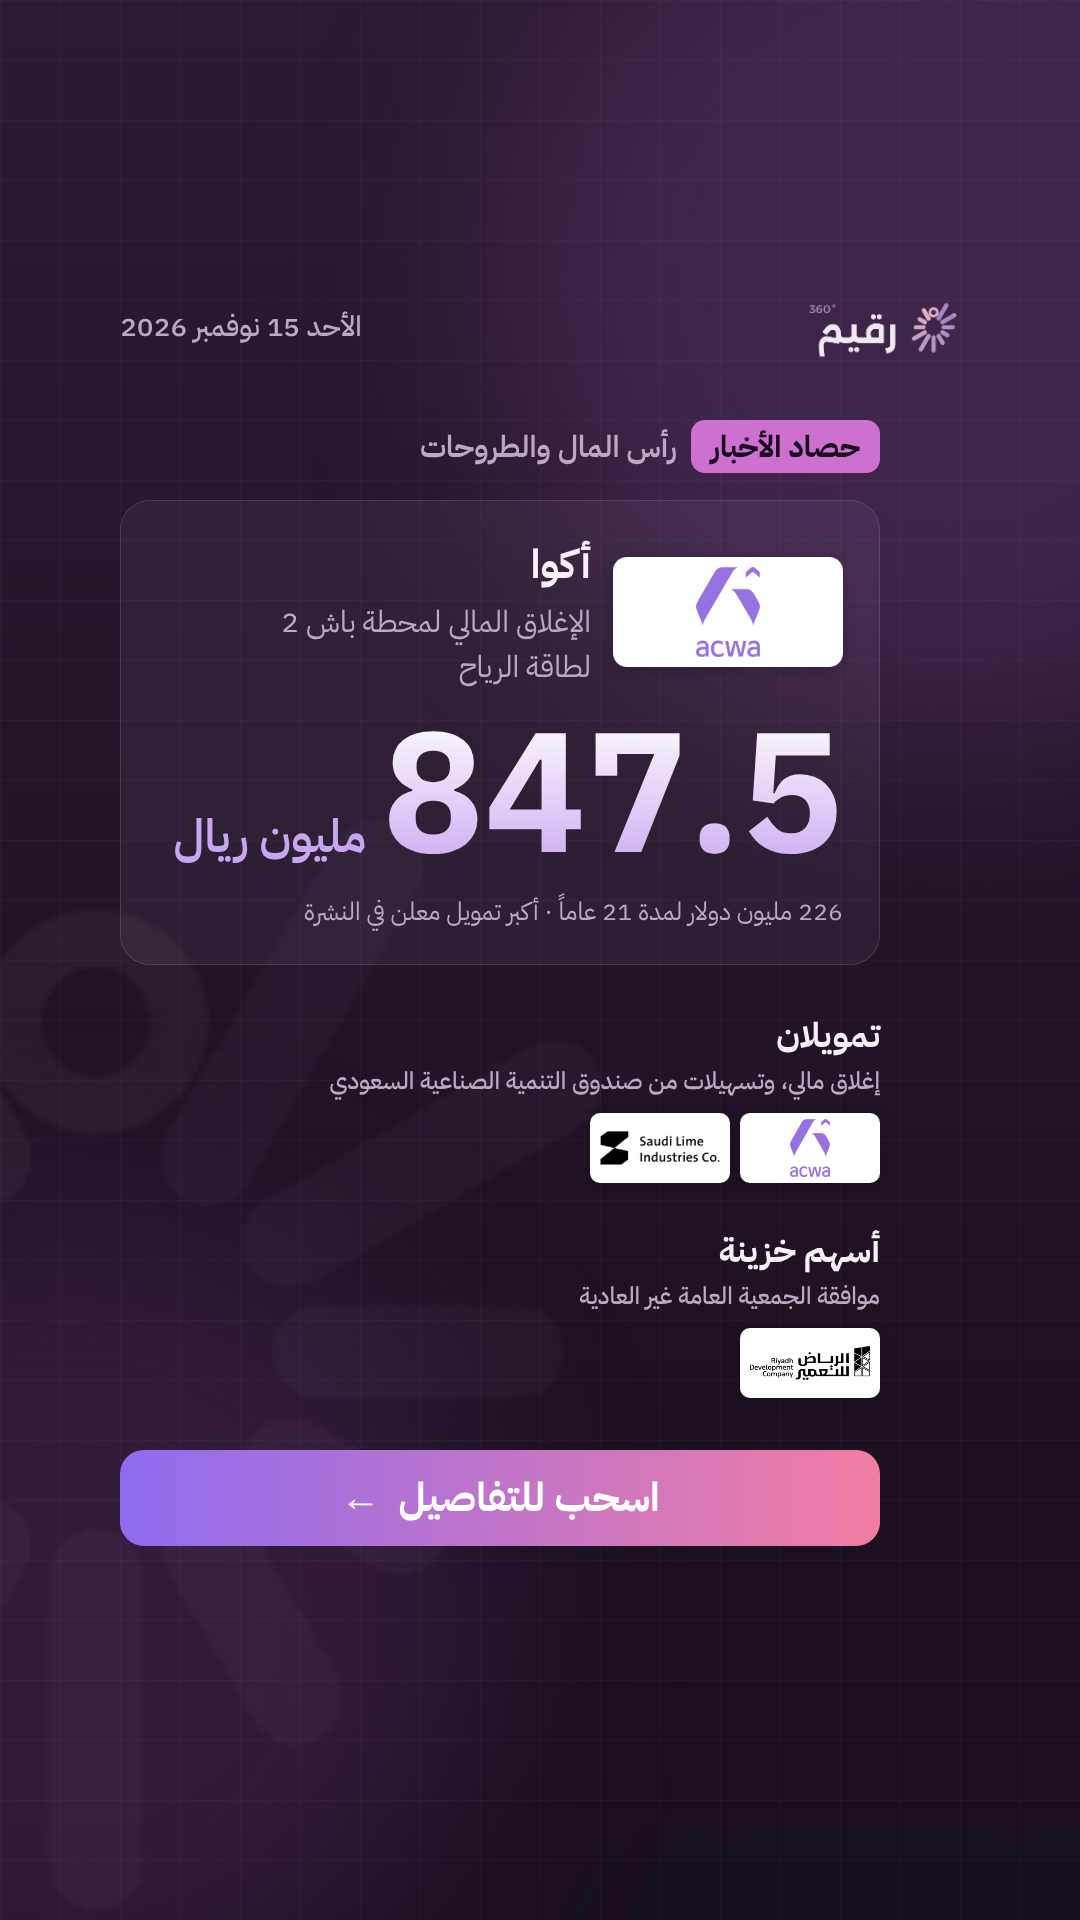 رقيم 360°
الأحد 15 نوفمبر 2026
حصاد الأخبار
رأس المال والطروحات
acwa
أكوا
الإغلاق المالي لمحطة باش 2
لطاقة الرياح
847.5 مليون ريال
226 مليون دولار لمدة 21 عاماً · أكبر تمويل معلن في النشرة
تمويلان
إغلاق مالي، وتسهيلات من صندوق التنمية الصناعية السعودي
acwa
Saudi Lime
Industries Co.
أسهم خزينة
موافقة الجمعية العامة غير العادية
الرياض
للتعمير
Riyadh
Development
Company
اسحب للتفاصيل ←